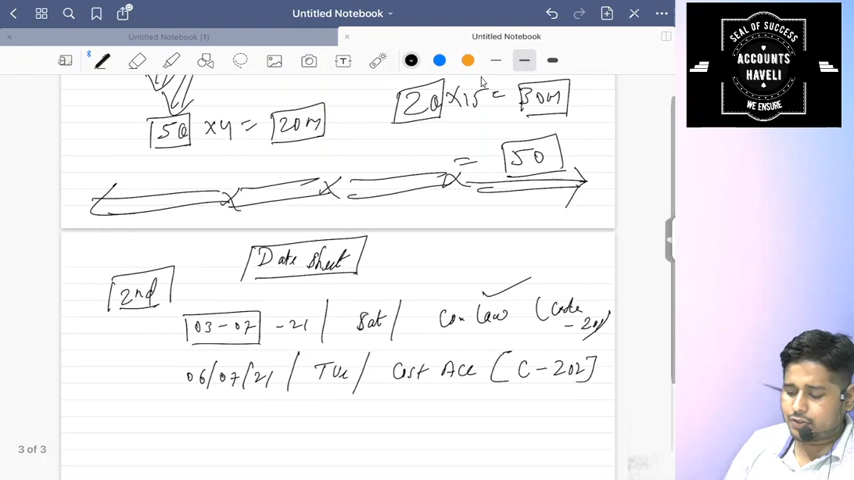 Untitled Notebook
Untitled Notebook (1)
Untitled Notebook
SEAL OF SUCCESS
ACCOUNTS
HAVELI
WE ENSURE
50 x4 = 20M
20 x15 = 30M
= 50
Date Sheet
2nd
03-07 -21 / Sat / Com Law (Code
- 201
06/07/21 / Tue / Cost Acc [C-202]
3 of 3